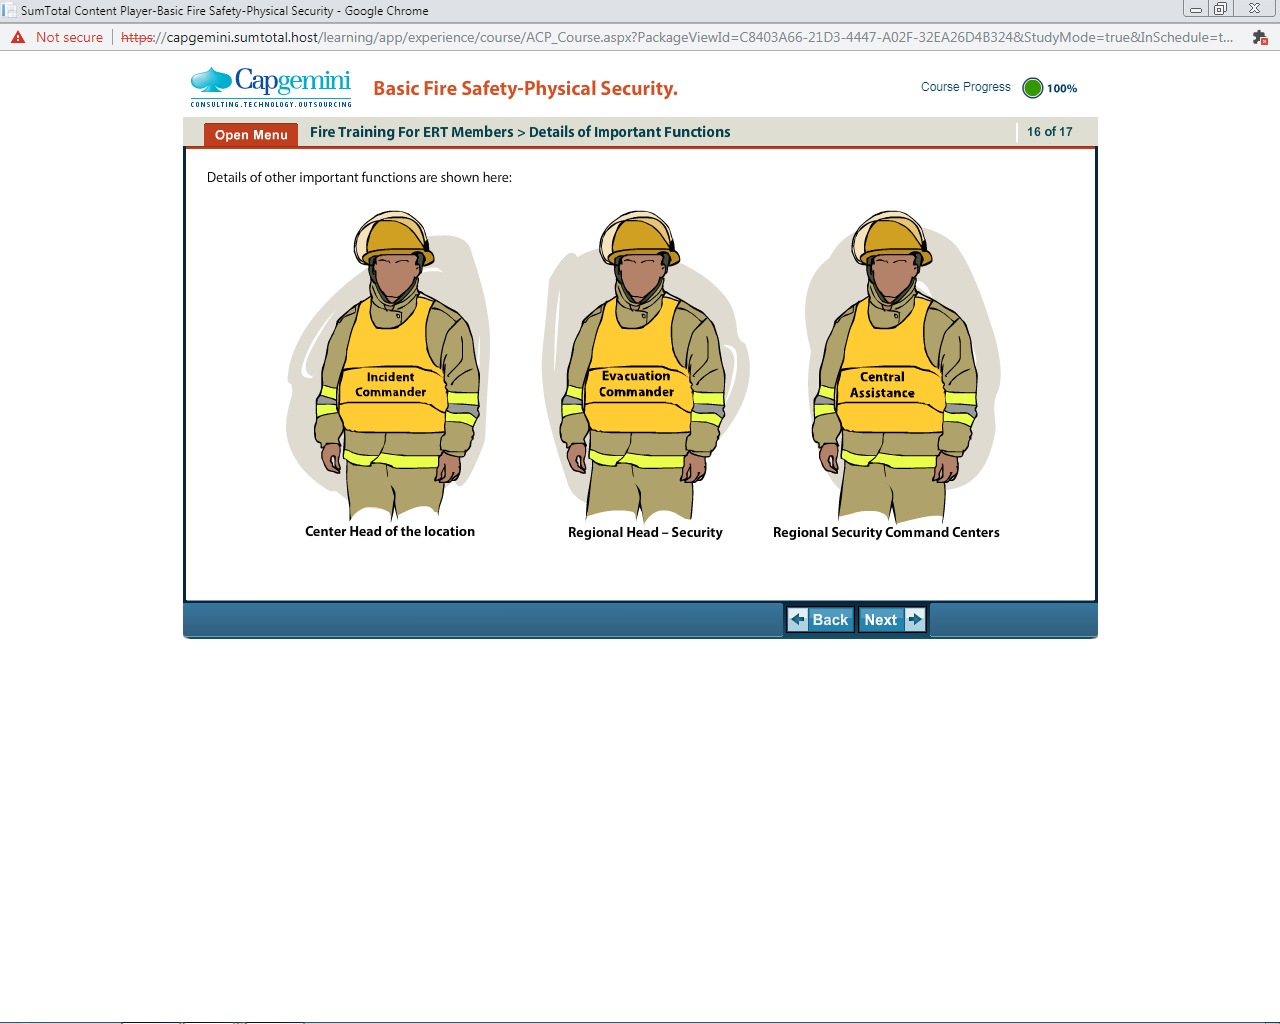 SumTotal Content Player-Basic Fire Safety-Physical Security - Google Chrome
Not secure | https://capgemini.sumtotal.host/learning/app/experience/course/ACP_Course.aspx?PackageViewId=C8403A66-21D3-4447-A02F-32EA26D4B324&StudyMode=true&InSchedule=t...
Capgemini
CONSULTING.TECHNOLOGY.OUTSOURCING
Basic Fire Safety-Physical Security.
Course Progress 100%
Open Menu
Fire Training For ERT Members > Details of Important Functions
16 of 17
Details of other important functions are shown here:
Incident
Commander
Evacuation
Commander
Central
Assistance
Center Head of the location
Regional Head – Security
Regional Security Command Centers
Back
Next